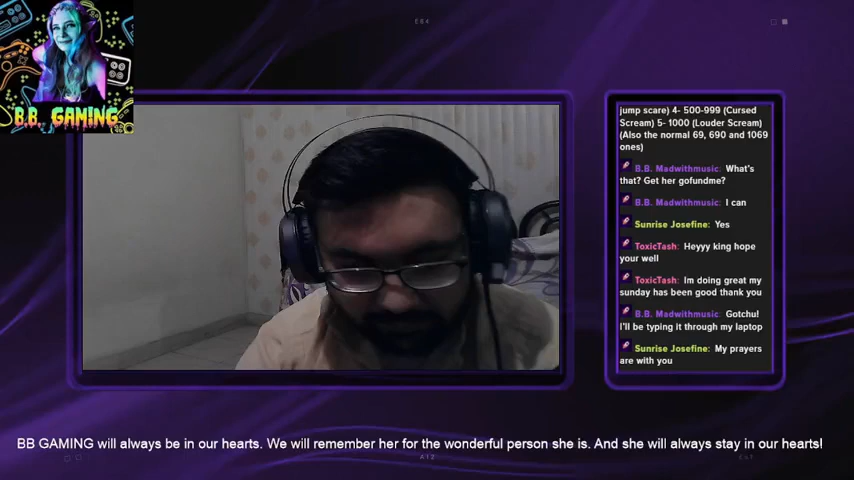 E84
B.B. GAMING
jump scare) 4- 500-999 (Cursed
Scream) 5- 1000 (Louder Scream)
(Also the normal 69, 690 and 1069
ones)
B.B. Madwithmusic: What's
that? Get her gofundme?
B.B. Madwithmusic: I can
Sunrise Josefine: Yes
ToxicTash: Heyyy king hope
your well
ToxicTash: Im doing great my
sunday has been good thank you
B.B. Madwithmusic: Gotchu!
I'll be typing it through my laptop
Sunrise Josefine: My prayers
are with you
BB GAMING will always be in our hearts. We will remember her for the wonderful person she is. And she will always stay in our hearts!